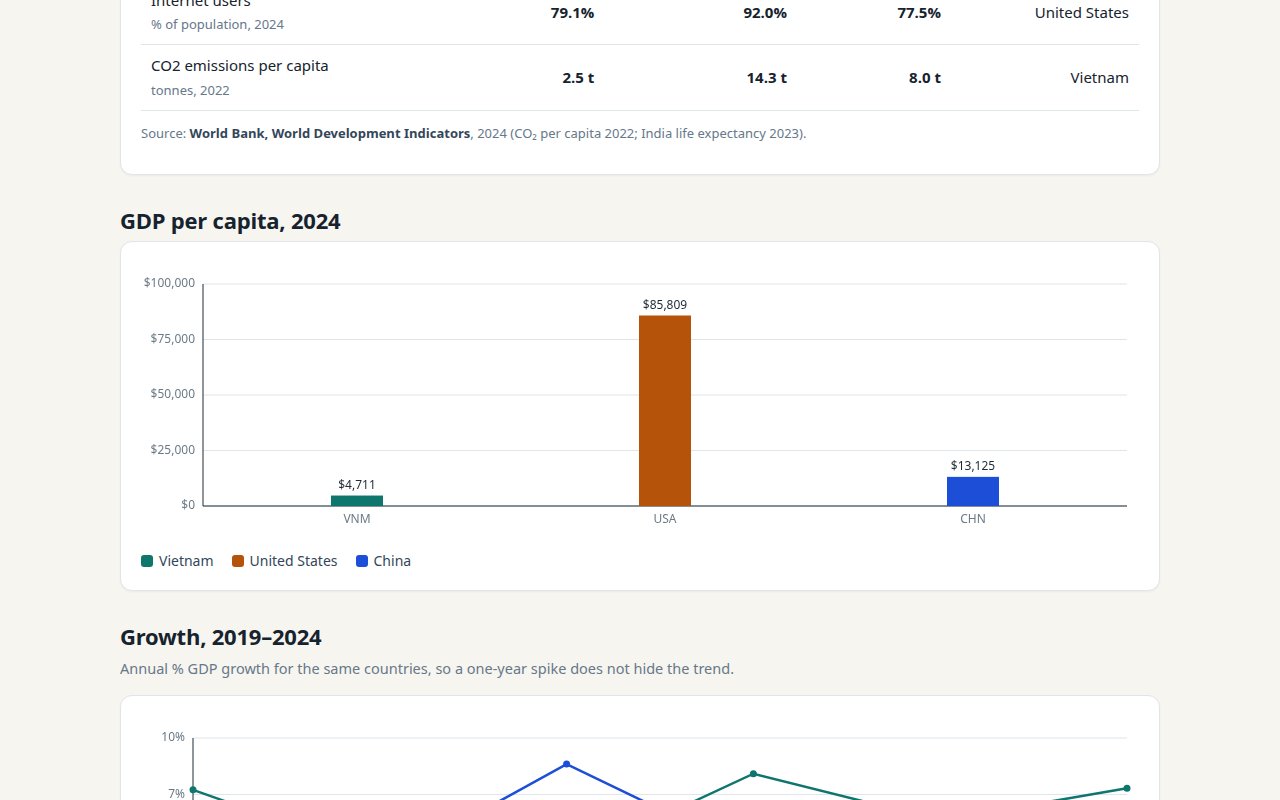 Internet users
79.1% 92.0% 77.5% United States
% of population, 2024
CO2 emissions per capita
2.5 t 14.3 t 8.0 t Vietnam
tonnes, 2022
Source: World Bank, World Development Indicators, 2024 (CO₂ per capita 2022; India life expectancy 2023).
GDP per capita, 2024
$100,000
$85,809
$75,000
$50,000
$25,000
$13,125
$4,711
$0
VNM USA CHN
Vietnam United States China
Growth, 2019–2024
Annual % GDP growth for the same countries, so a one-year spike does not hide the trend.
10%
7%